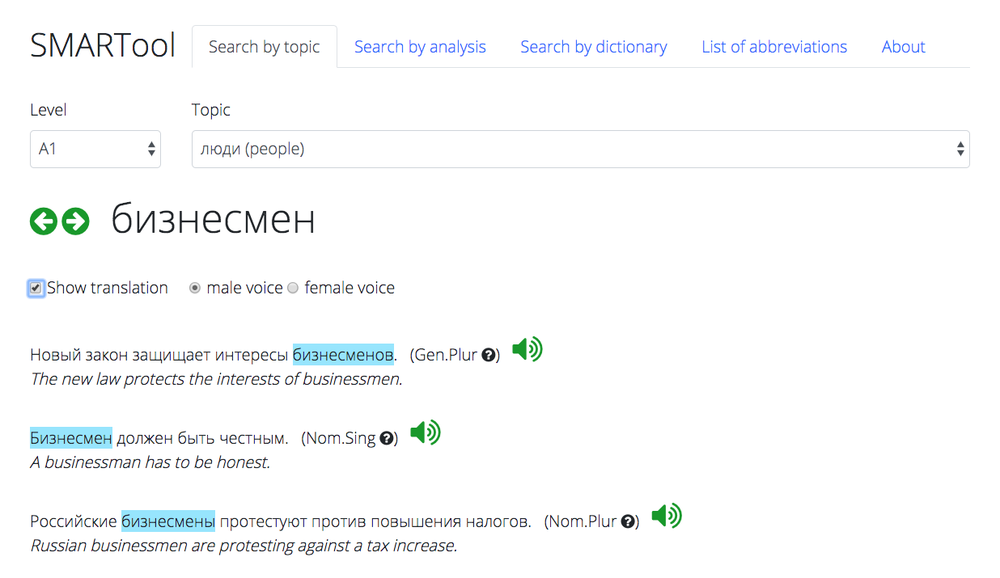 SMARTool Search by topic Search by analysis Search by dictionary List of abbreviations About
Level Topic
A1 люди (people)
бизнесмен
Show translation male voice female voice
Новый закон защищает интересы бизнесменов. (Gen.Plur ?)
The new law protects the interests of businessmen.
Бизнесмен должен быть честным. (Nom.Sing ?)
A businessman has to be honest.
Российские бизнесмены протестуют против повышения налогов. (Nom.Plur ?)
Russian businessmen are protesting against a tax increase.